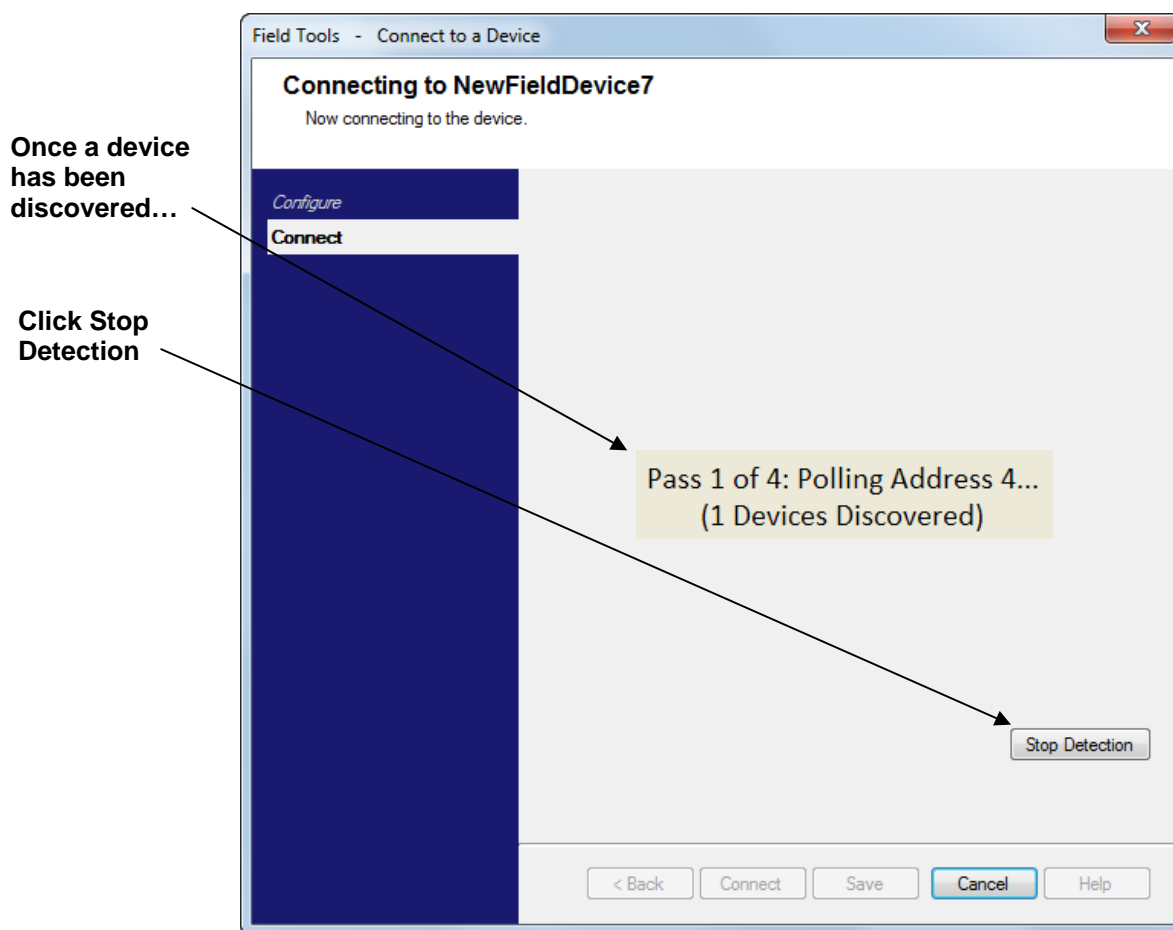 Field Tools - Connect to a Device
Connecting to NewFieldDevice7
Now connecting to the device.
Once a device
has been
discovered…
Configure
Connect
Click Stop
Detection
Pass 1 of 4: Polling Address 4...
(1 Devices Discovered)
Stop Detection
< Back Connect Save Cancel Help